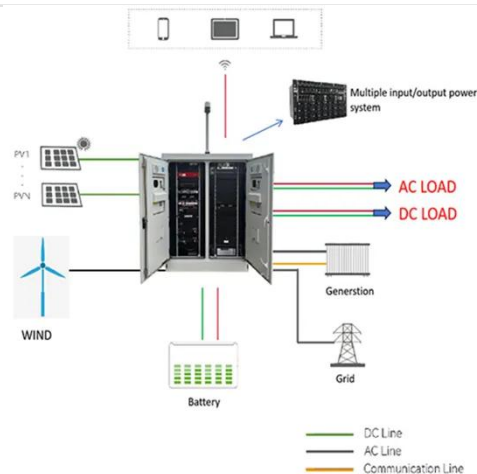 Multiple input/output power
system
PV1
PVN
AC LOAD
DC LOAD
Generstion
WIND
Grid
Battery
DC Line
AC Line
Communication Line